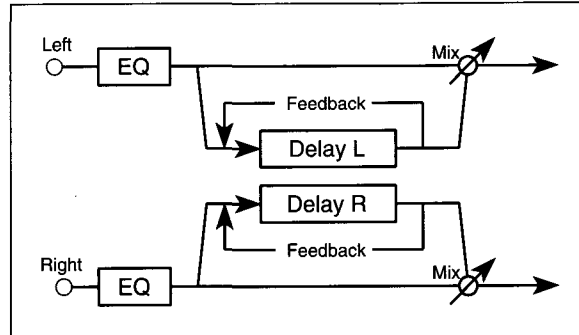 Left
EQ
Mix
Feedback
Delay L
Delay R
Feedback
Right
EQ
Mix